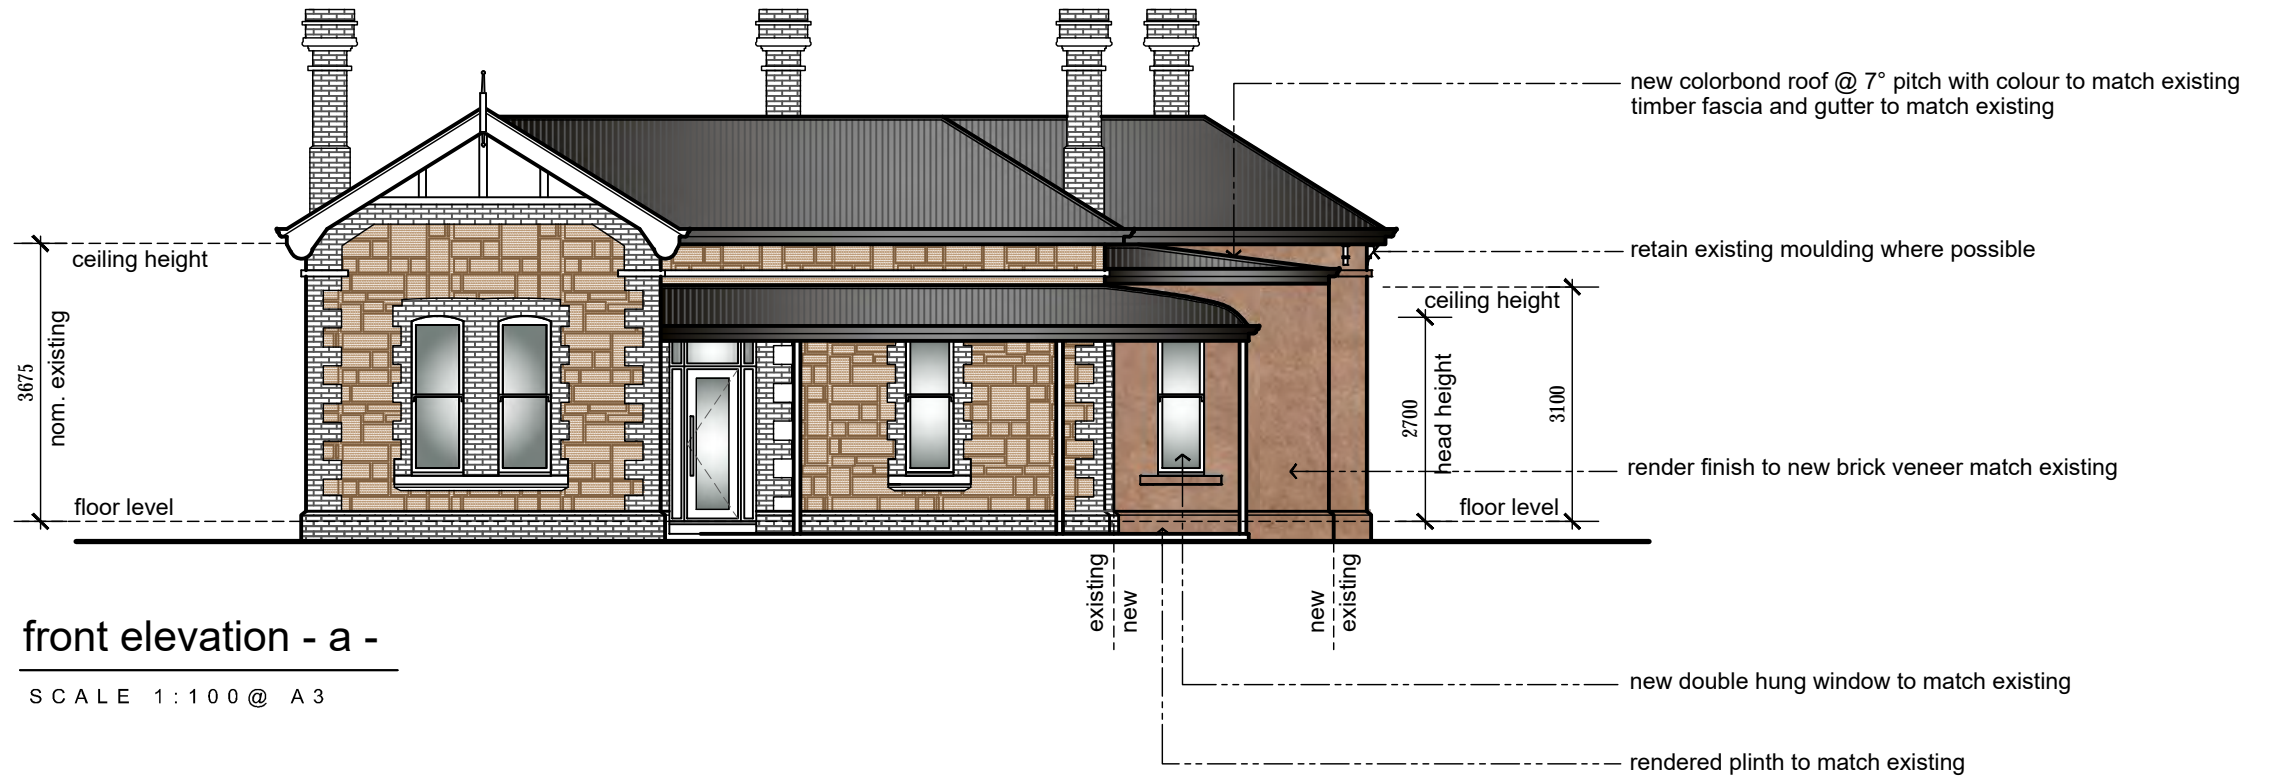 new colorbond roof @ 7° pitch with colour to match existing
timber fascia and gutter to match existing
retain existing moulding where possible
ceiling height
ceiling height
3675
nom. existing
2700
head height
3100
render finish to new brick veneer match existing
floor level
floor level
existing
new
new
existing
front elevation - a -
SCALE 1:100@ A3
new double hung window to match existing
rendered plinth to match existing